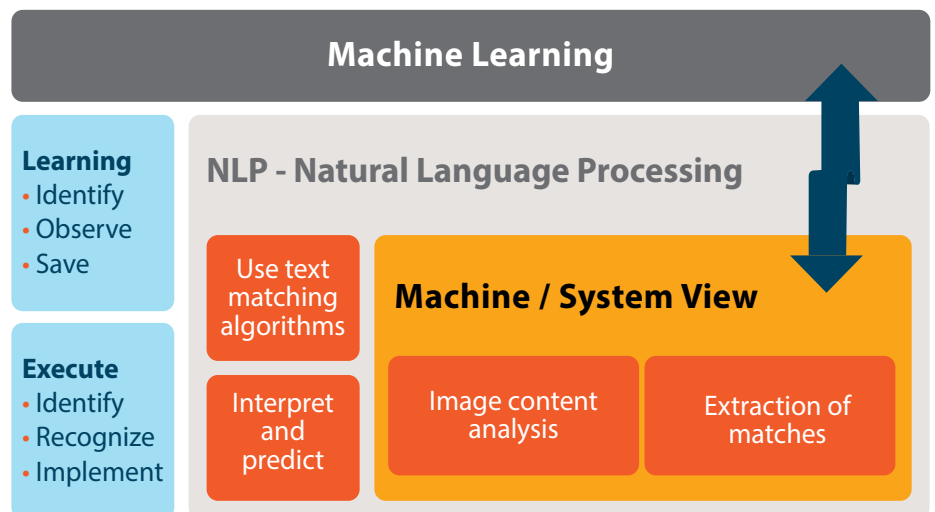 Machine Learning
Learning
• Identify
• Observe
• Save
Execute
• Identify
• Recognize
• Implement
NLP - Natural Language Processing
Use text
matching
algorithms
Interpret
and
predict
Machine / System View
Image content
analysis
Extraction of
matches